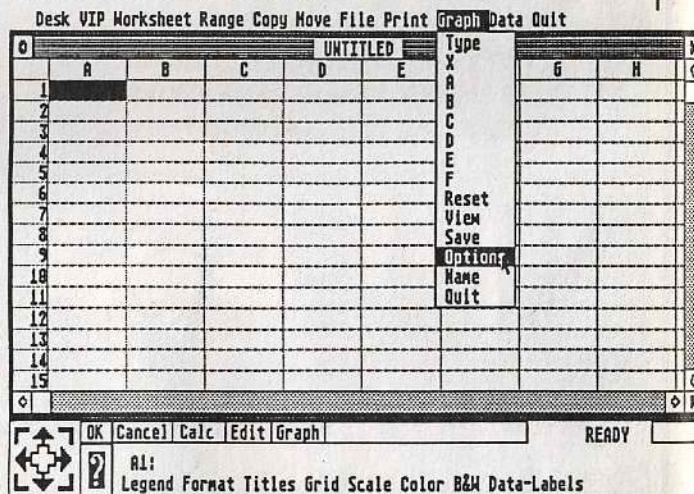 Desk VIP Worksheet Range Copy Move File Print Graph Data Quit
UNTITLED
A B C D E G H
1
2
3
4
5
6
7
8
9
10
11
12
13
14
15
Type
X
A
B
C
D
E
F
Reset
View
Save
Options
Name
Quit
OK Cancel Calc Edit Graph READY
? A1:
Legend Format Titles Grid Scale Color B&W Data-Labels